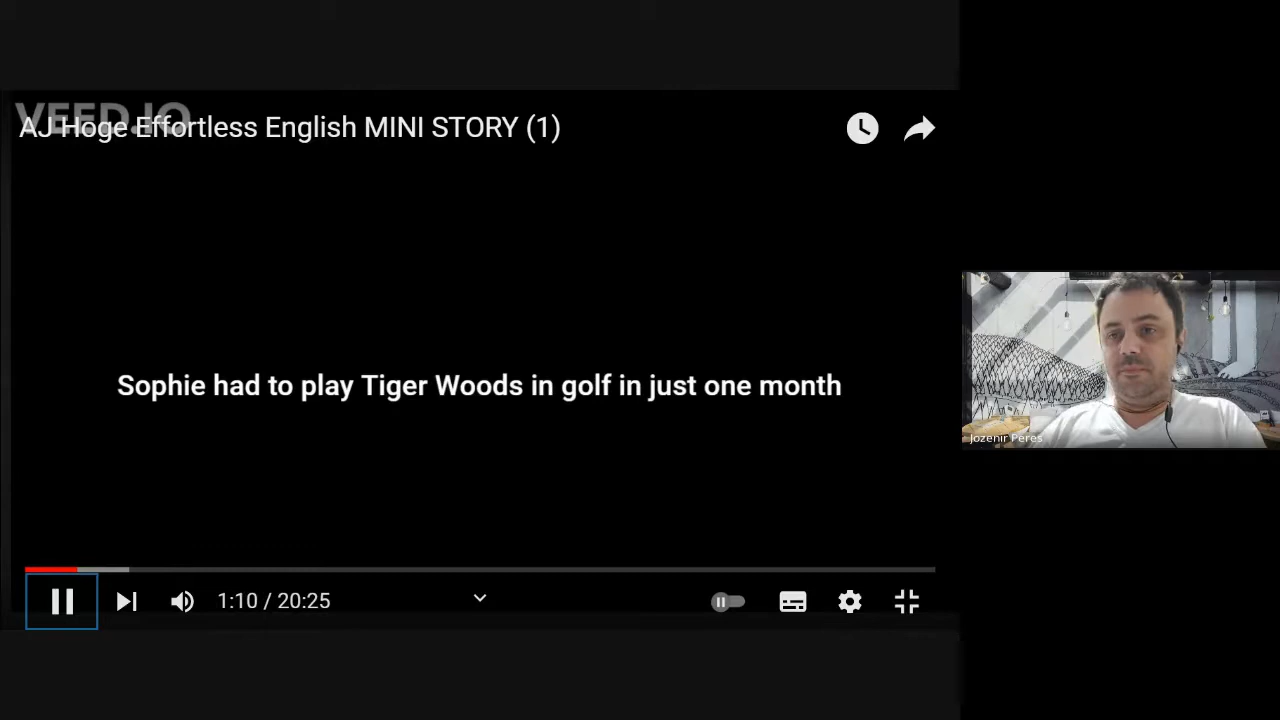 VEED.IO
AJ Hoge Effortless English MINI STORY (1)
Sophie had to play Tiger Woods in golf in just one month
Jozenir Peres
1:10 / 20:25